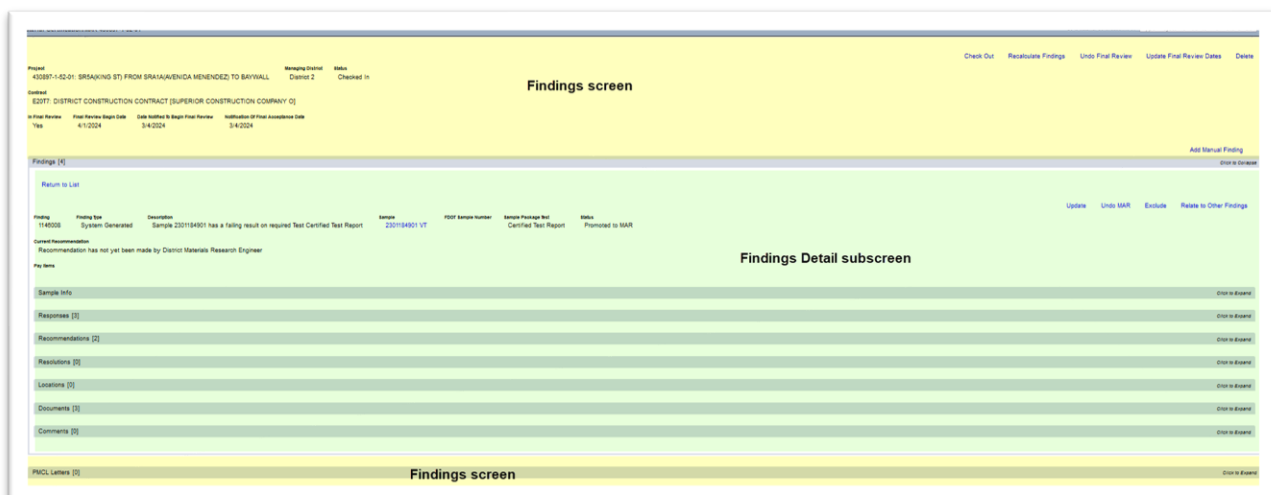 Check Out Recalculate Findings Undo Final Review Update Final Review Dates Delete
Project Managing District Status
430897-1-52-01: SR5A(KING ST) FROM SRA1A(AVENIDA MENENDEZ) TO BAYWALL District 2 Checked In
Findings screen
Contract
E20T7: DISTRICT CONSTRUCTION CONTRACT [SUPERIOR CONSTRUCTION COMPANY O]
In Final Review Final Review Begin Date Date Notified To Begin Final Review Notification Of Final Acceptance Date
Yes 4/1/2024 3/4/2024 3/4/2024
Add Manual Finding
Findings [4] Click to Collapse
Return to List
Update Undo MAR Exclude Relate to Other Findings
Finding Finding Type Description Sample FDOT Sample Number Sample Package Test Status
1146008 System Generated Sample 2301184901 has a failing result on required Test Certified Test Report 2301184901 VT Certified Test Report Promoted to MAR
Current Recommendation
Recommendation has not yet been made by District Materials Research Engineer
Findings Detail subscreen
Pay Items
Sample Info Click to Expand
Responses [3] Click to Expand
Recommendations [2] Click to Expand
Resolutions [0] Click to Expand
Locations [0] Click to Expand
Documents [3] Click to Expand
Comments [0] Click to Expand
PMCL Letters [0] Findings screen Click to Expand